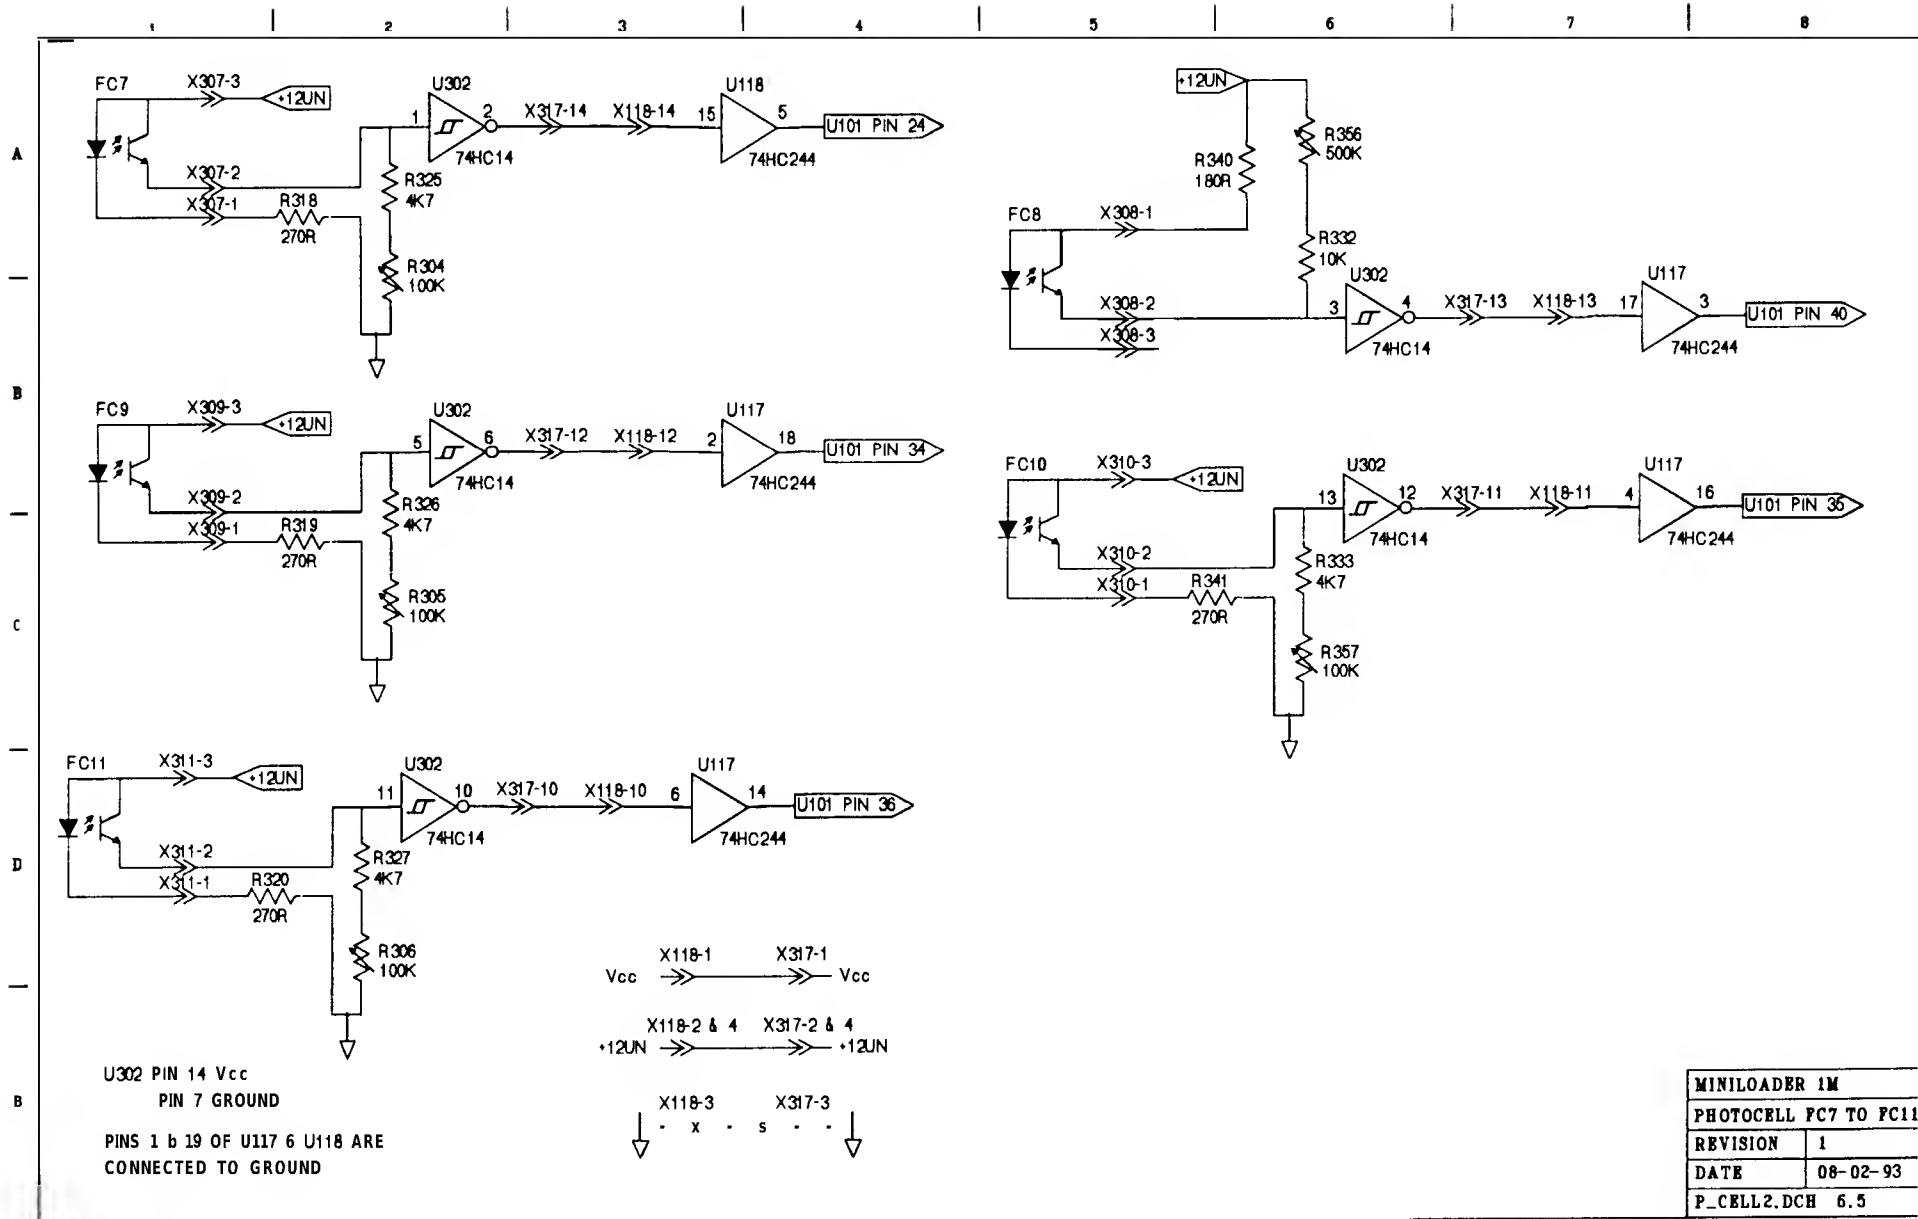 1 2 3 4 5 6 7 8
A
B
C
D
B
FC7 X307-3 +12UN
X307-2
X307-1 R318
270R
R325
4K7
R304
100K
U302
1 2
74HC14
X317-14 X118-14
U118
15 5
74HC244
U101 PIN 24
+12UN
R356
500K
R340
180R
FC8 X308-1
R332
10K
X308-2
X308-3
U302
3 4
74HC14
X317-13 X118-13
U117
17 3
74HC244
U101 PIN 40
FC9 X309-3 +12UN
X309-2
X309-1 R319
270R
R326
4K7
R305
100K
U302
5 6
74HC14
X317-12 X118-12
U117
2 18
74HC244
U101 PIN 34
FC10 X310-3 +12UN
X310-2
X310-1 R341
270R
R333
4K7
R357
100K
U302
13 12
74HC14
X317-11 X118-11
U117
4 16
74HC244
U101 PIN 35
FC11 X311-3 +12UN
X311-2
X311-1 R320
270R
R327
4K7
R306
100K
U302
11 10
74HC14
X317-10 X118-10
U117
6 14
74HC244
U101 PIN 36
X118-1 X317-1
Vcc Vcc
X118-2 & 4 X317-2 & 4
+12UN +12UN
X118-3 X317-3
- x - s - -
U302 PIN 14 Vcc
PIN 7 GROUND
PINS 1 b 19 OF U117 6 U118 ARE
CONNECTED TO GROUND
MINILOADER 1M
PHOTOCELL FC7 TO FC11
REVISION 1
DATE 08-02-93
P_CELL2.DCH 6.5